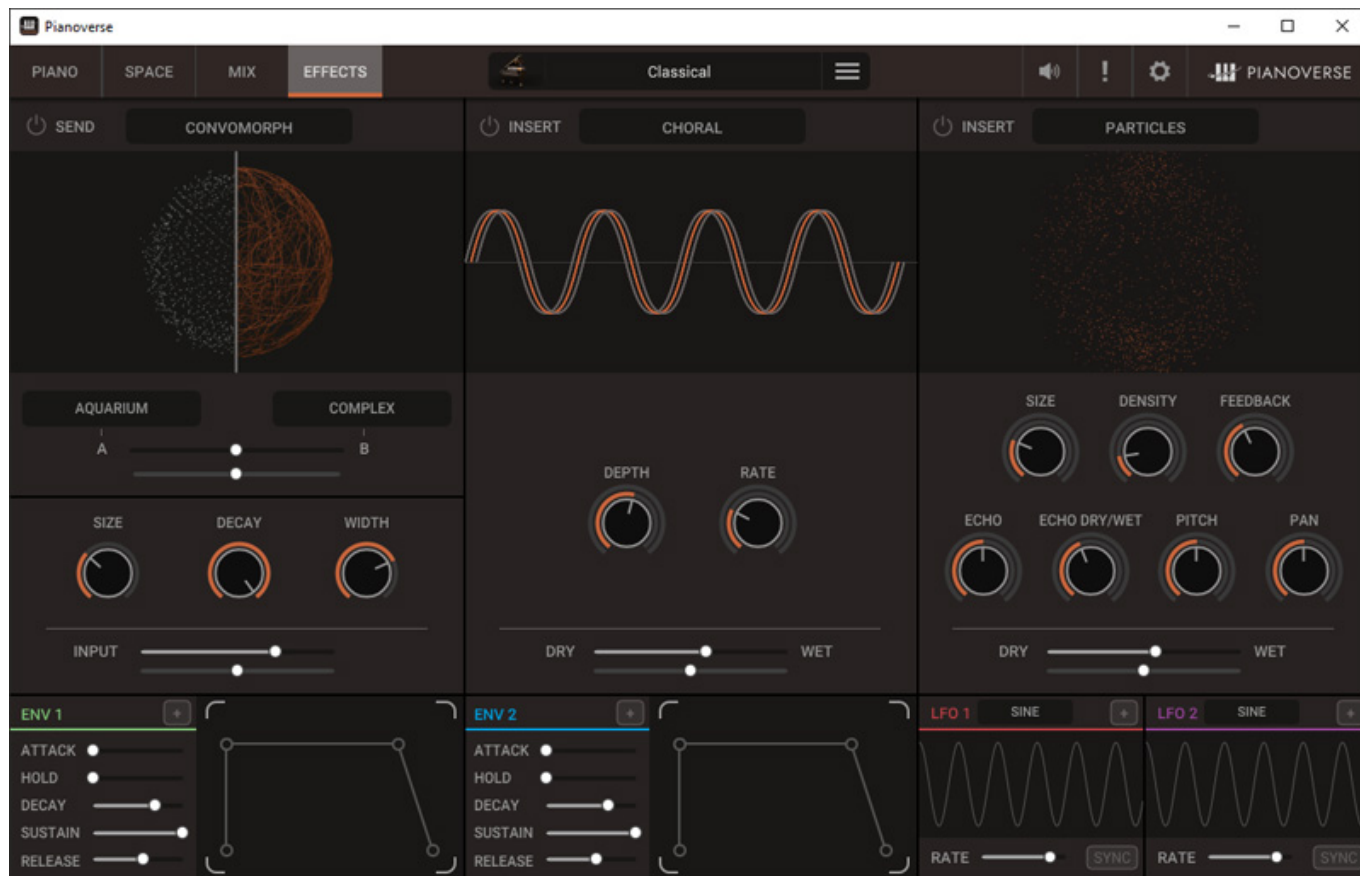 Pianoverse
PIANO SPACE MIX EFFECTS Classical PIANOVERSE
SEND CONVOMORPH INSERT CHORAL INSERT PARTICLES
AQUARIUM COMPLEX
A B
SIZE DENSITY FEEDBACK
DEPTH RATE
SIZE DECAY WIDTH
ECHO ECHO DRY/WET PITCH PAN
INPUT DRY WET DRY WET
ENV 1 + ENV 2 + LFO 1 SINE + LFO 2 SINE +
ATTACK ATTACK
HOLD HOLD
DECAY DECAY
SUSTAIN SUSTAIN
RELEASE RELEASE RATE SYNC RATE SYNC